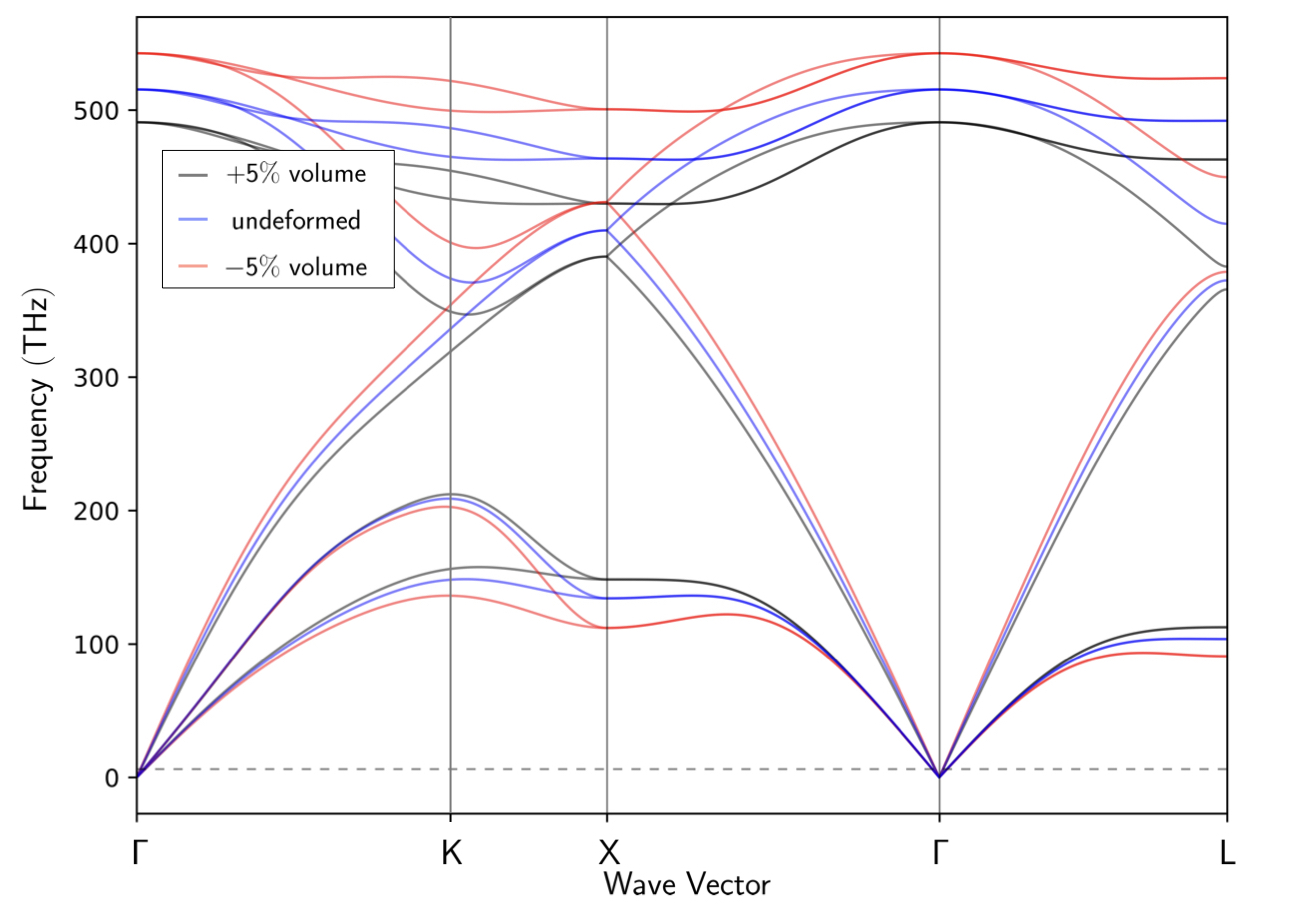 500
400
300
200
100
0
Frequency (THz)
+5% volume
undeformed
−5% volume
Γ K X Γ L
Wave Vector